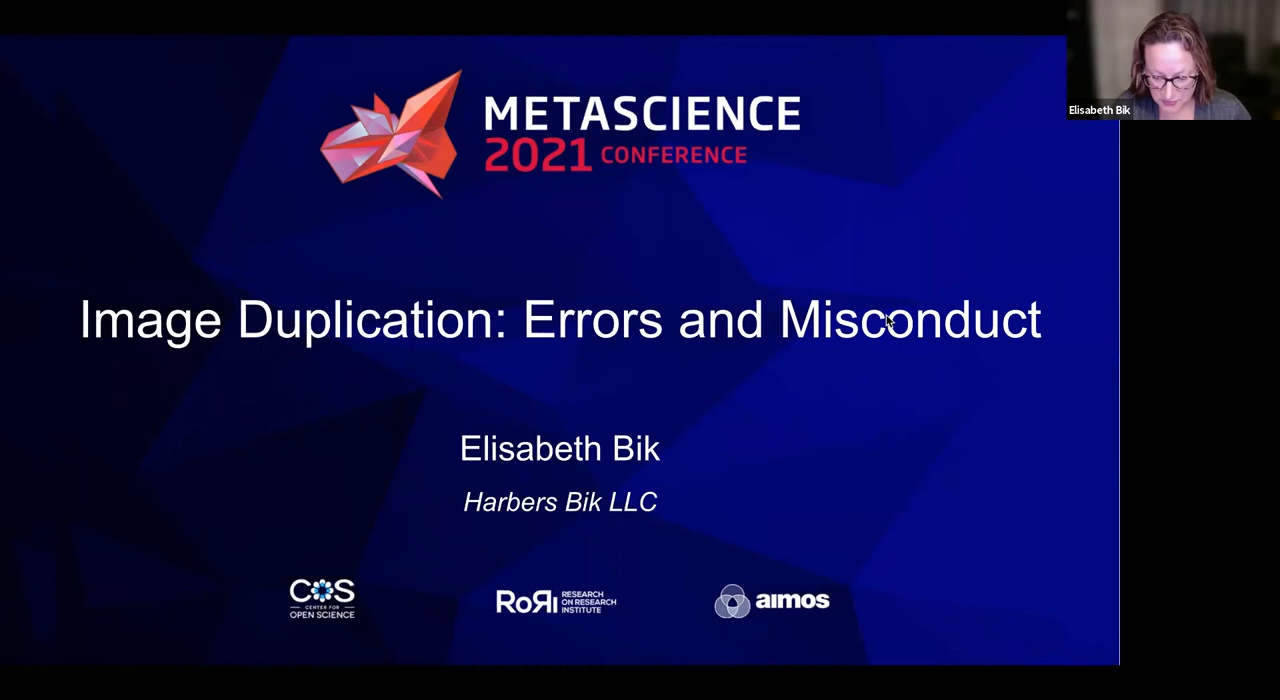 METASCIENCE
2021 CONFERENCE
Elisabeth Bik
Image Duplication: Errors and Misconduct
Elisabeth Bik
Harbers Bik LLC
COS
CENTER FOR
OPEN SCIENCE
RoRI
RESEARCH
ON RESEARCH
INSTITUTE
aimos